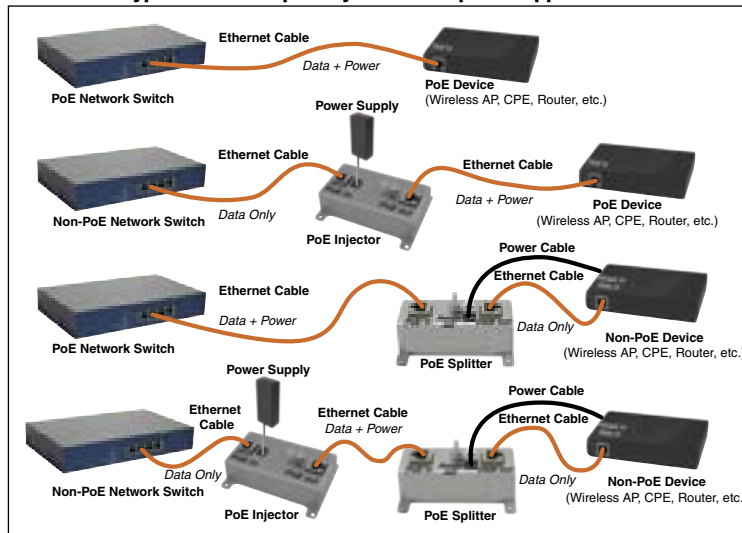 Ethernet Cable
Data + Power
PoE Network Switch
PoE Device
(Wireless AP, CPE, Router, etc.)
Power Supply
Ethernet Cable
Ethernet Cable
Data Only
Data + Power
Non-PoE Network Switch
PoE Injector
PoE Device
(Wireless AP, CPE, Router, etc.)
Power Cable
Ethernet Cable
Ethernet Cable
Data + Power
Data Only
PoE Network Switch
PoE Splitter
Non-PoE Device
(Wireless AP, CPE, Router, etc.)
Power Supply
Power Cable
Ethernet
Cable
Ethernet Cable
Data + Power
Ethernet Cable
Data Only
Data Only
Non-PoE Network Switch
PoE Injector
PoE Splitter
Non-PoE Device
(Wireless AP, CPE, Router, etc.)